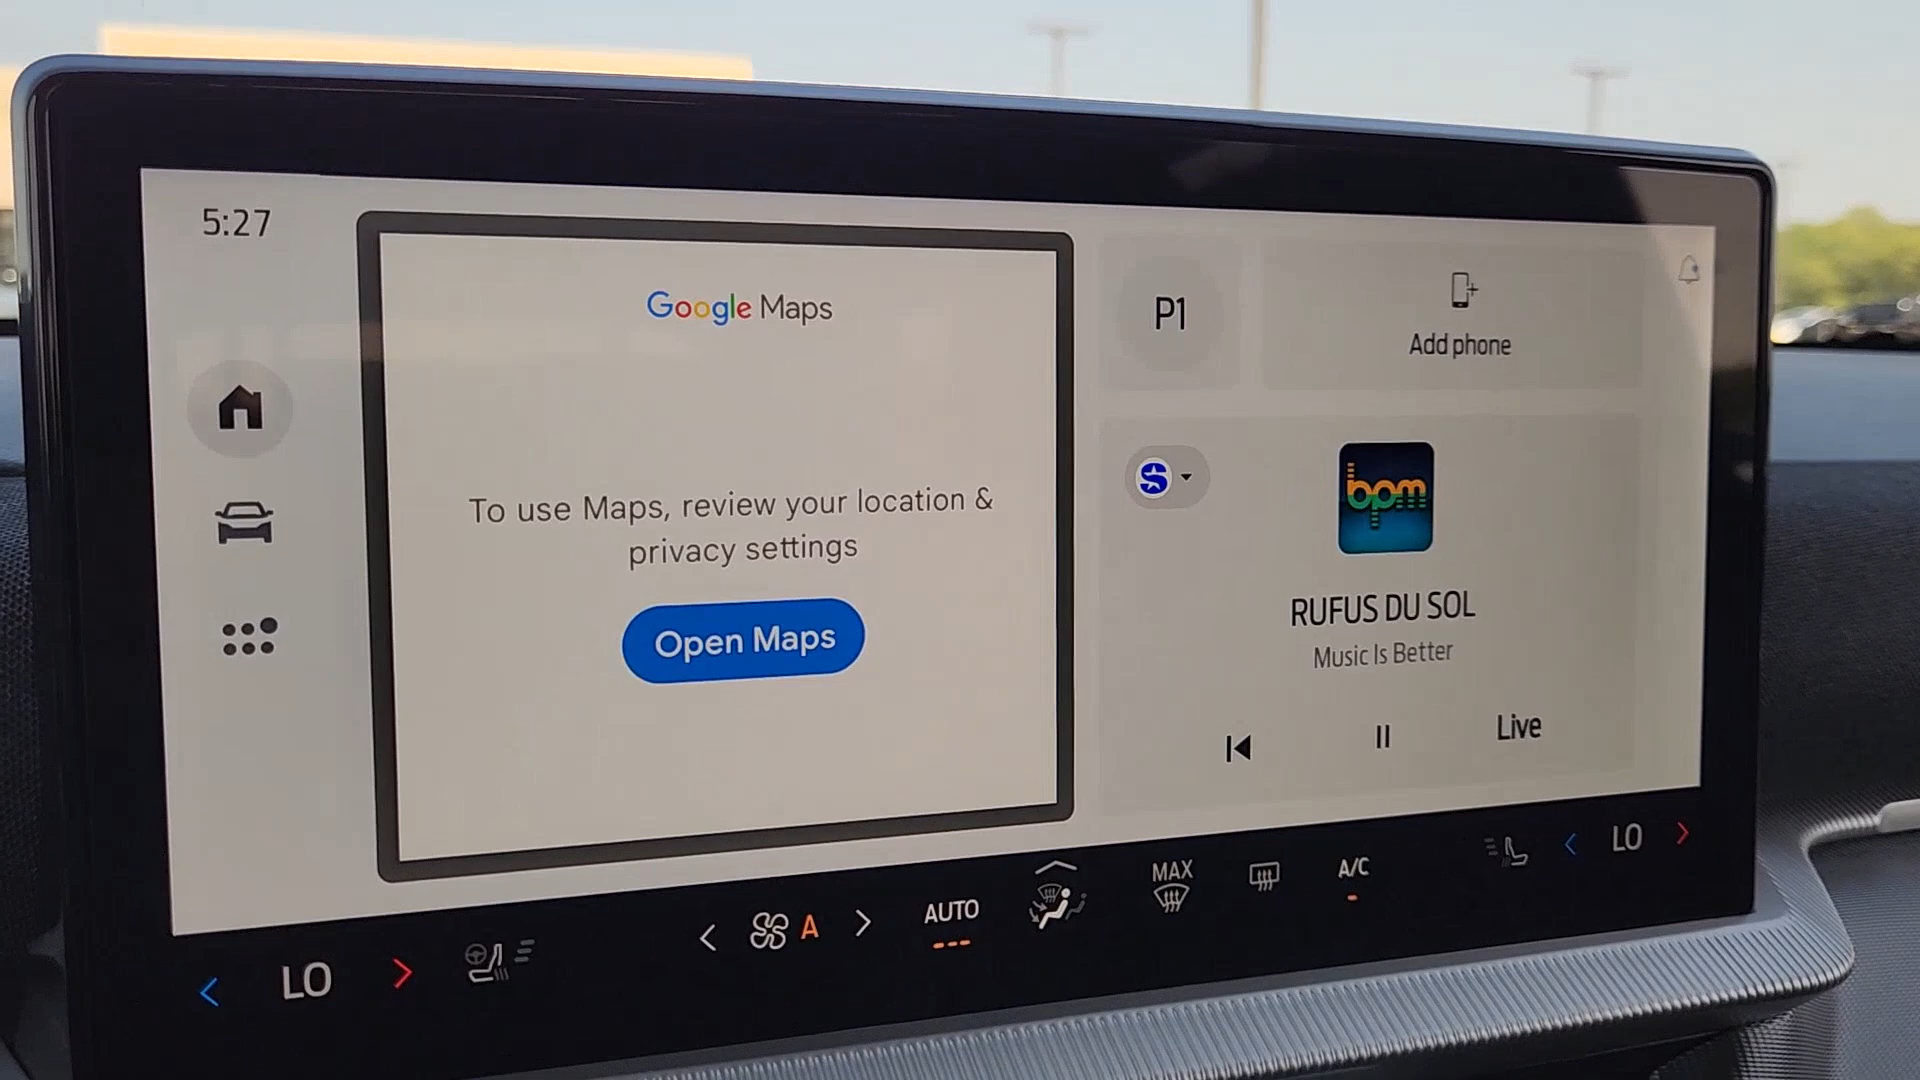 5:27
Google Maps
To use Maps, review your location &
privacy settings
Open Maps
P1
Add phone
S
bpm
RUFUS DU SOL
Music Is Better
Live
LO
A
AUTO
MAX
A/C
LO